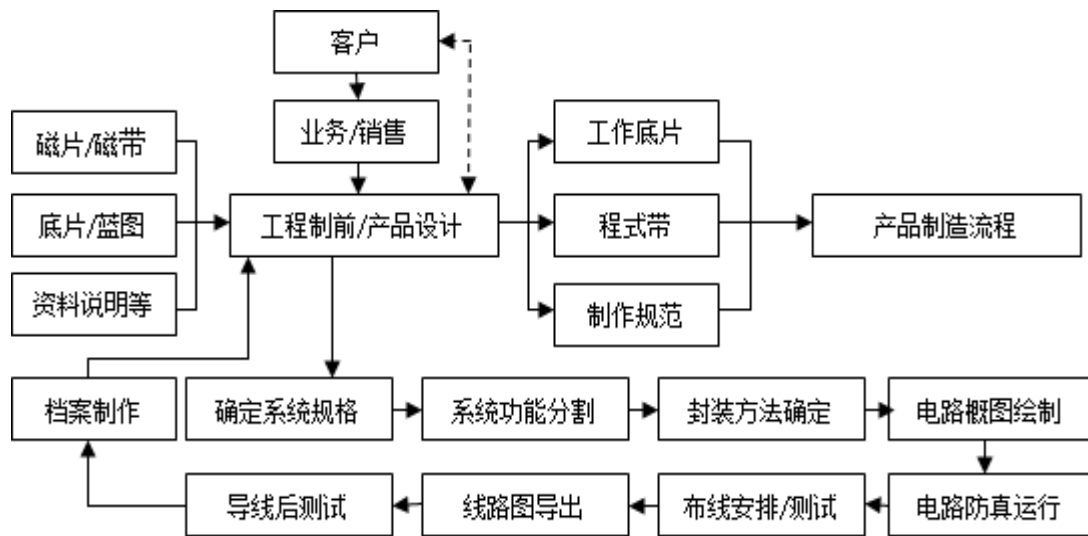 客户
业务/销售
磁片/磁带
工作底片
底片/蓝图
工程制前/产品设计
程式带
产品制造流程
资料说明等
制作规范
档案制作
确定系统规格
系统功能分割
封装方法确定
电路概图绘制
导线后测试
线路图导出
布线安排/测试
电路防真运行